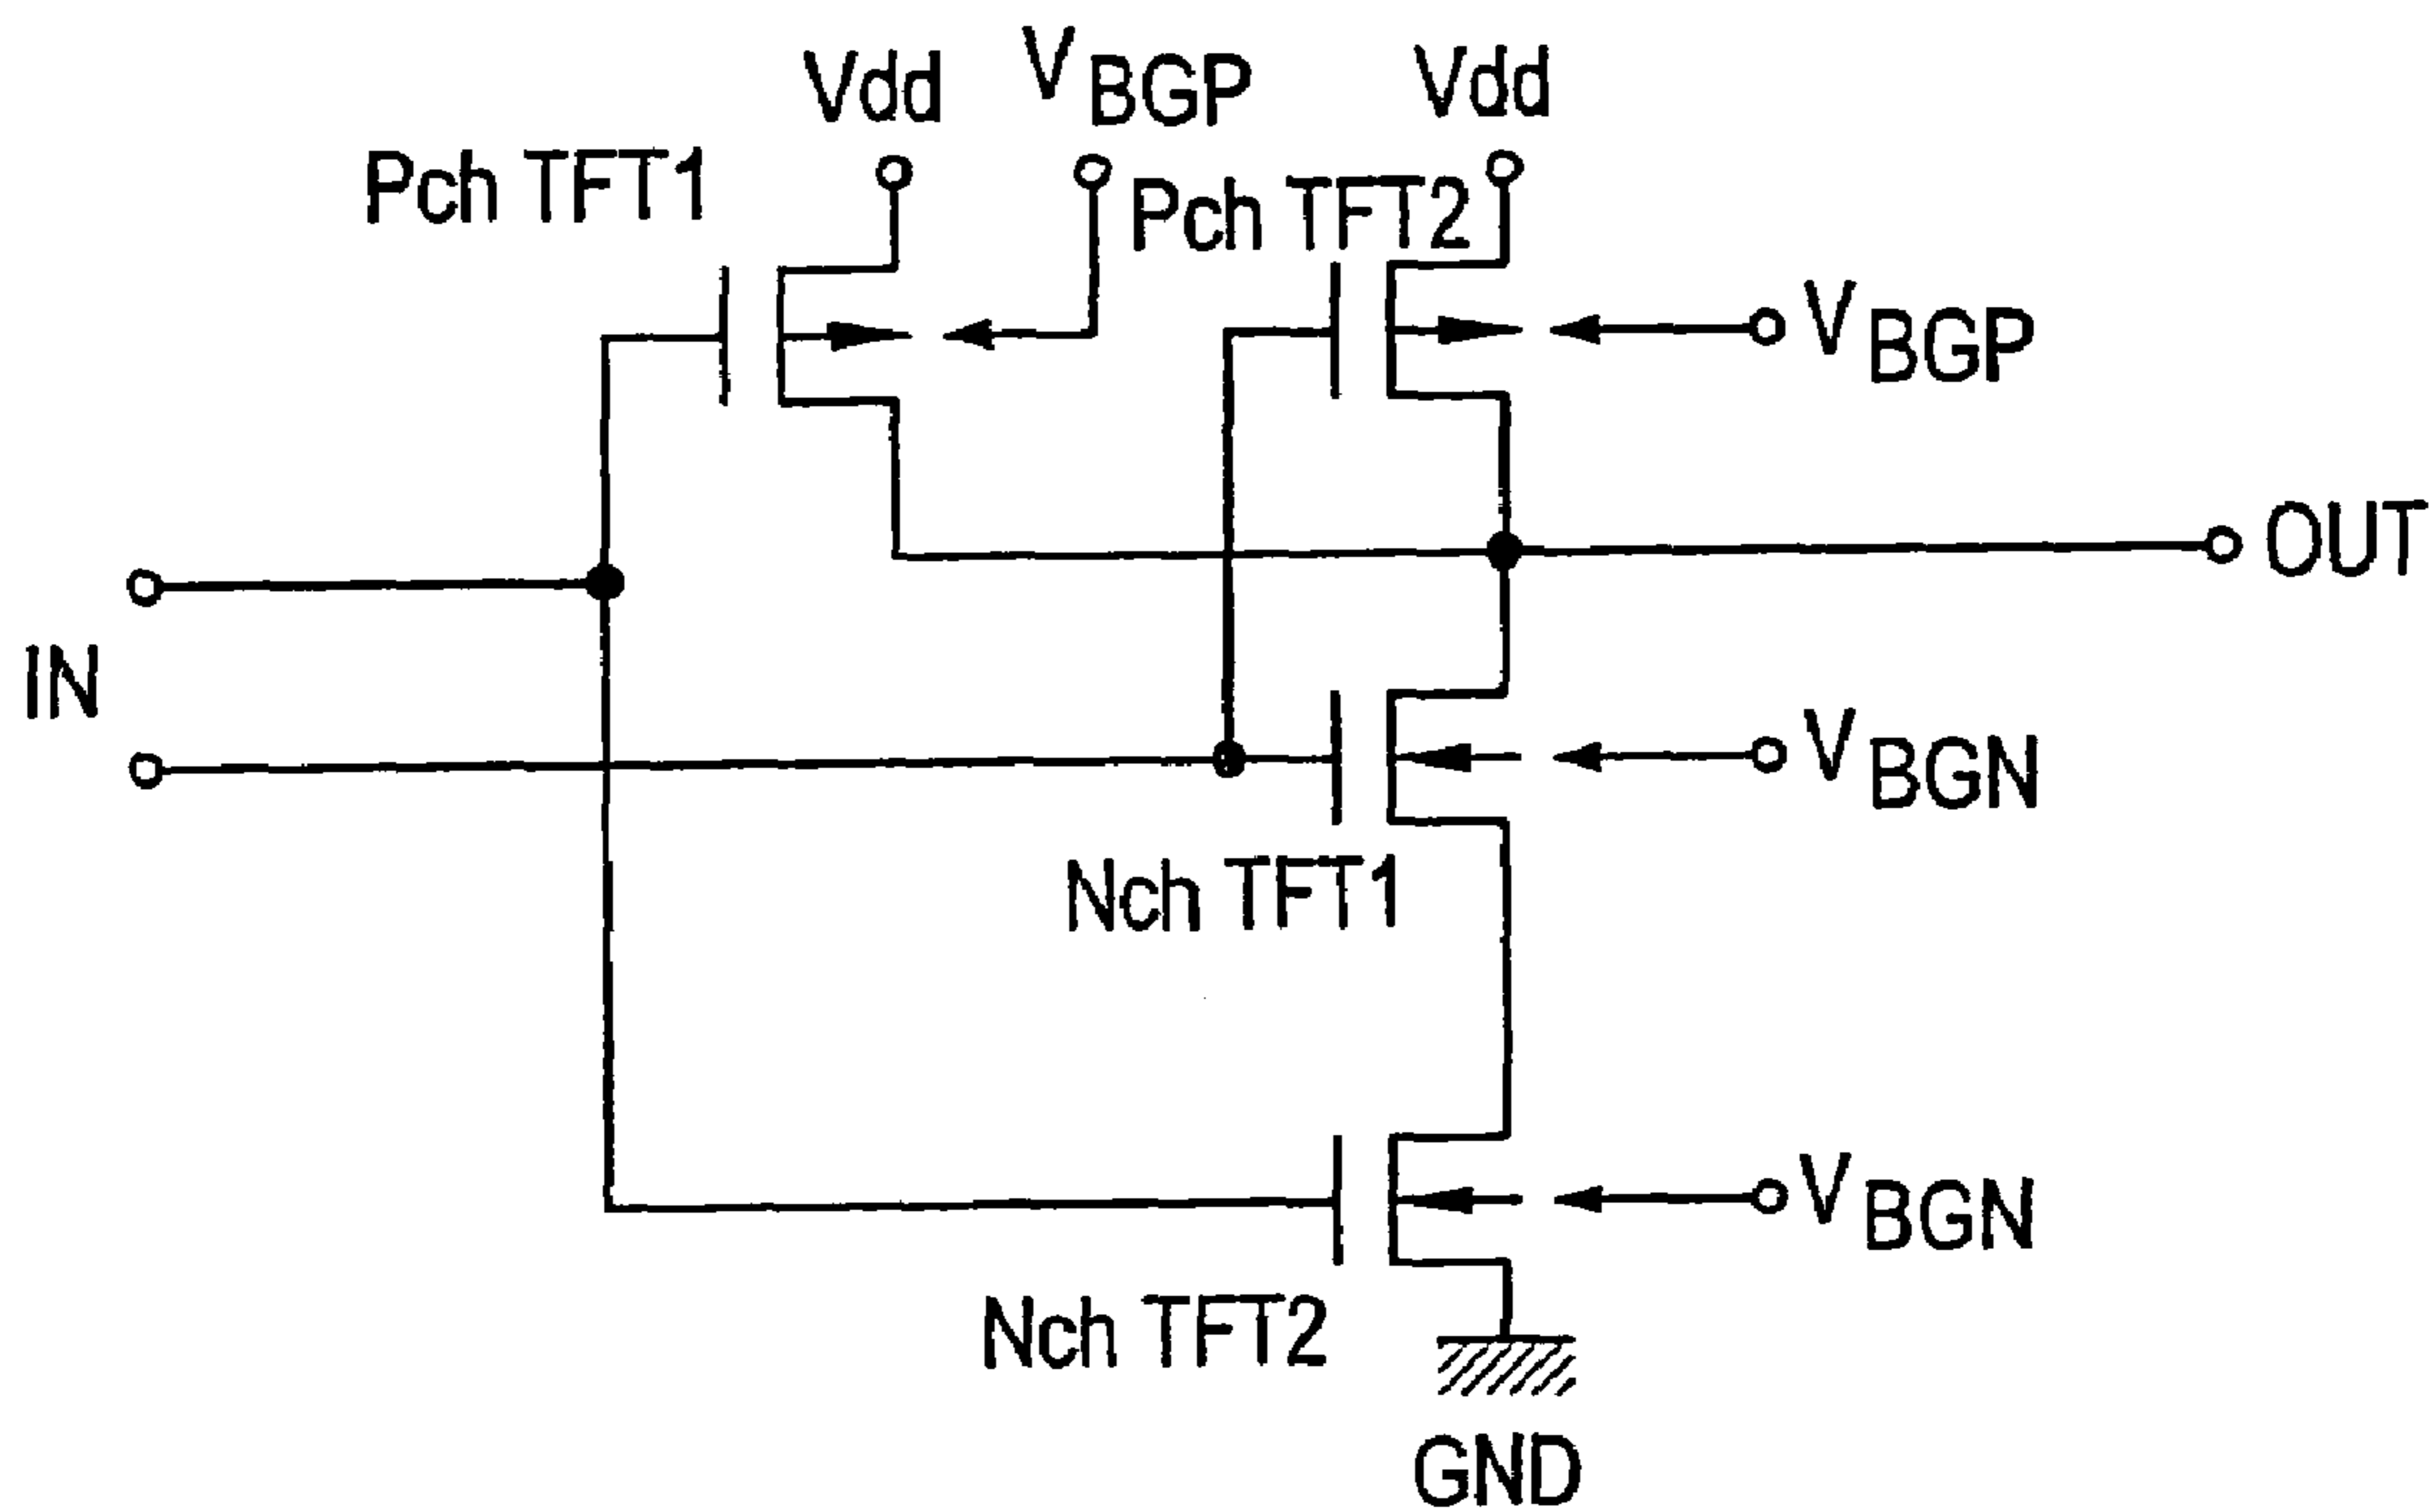 Vdd
VBGP
Vdd
Pch TFT1
Pch TFT2
VBGP
OUT
IN
VBGN
Nch TFT1
VBGN
Nch TFT2
GND